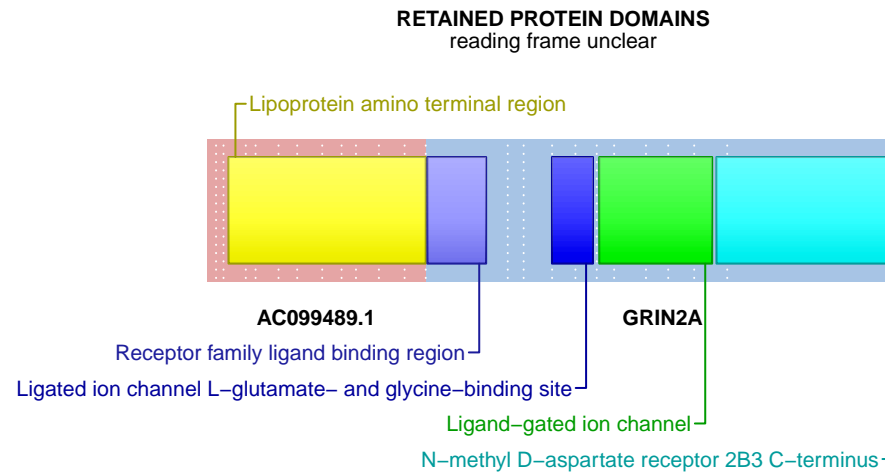 RETAINED PROTEIN DOMAINS
reading frame unclear
Lipoprotein amino terminal region
AC099489.1
GRIN2A
Receptor family ligand binding region
Ligated ion channel L−glutamate− and glycine−binding site
Ligand−gated ion channel
N−methyl D−aspartate receptor 2B3 C−terminus